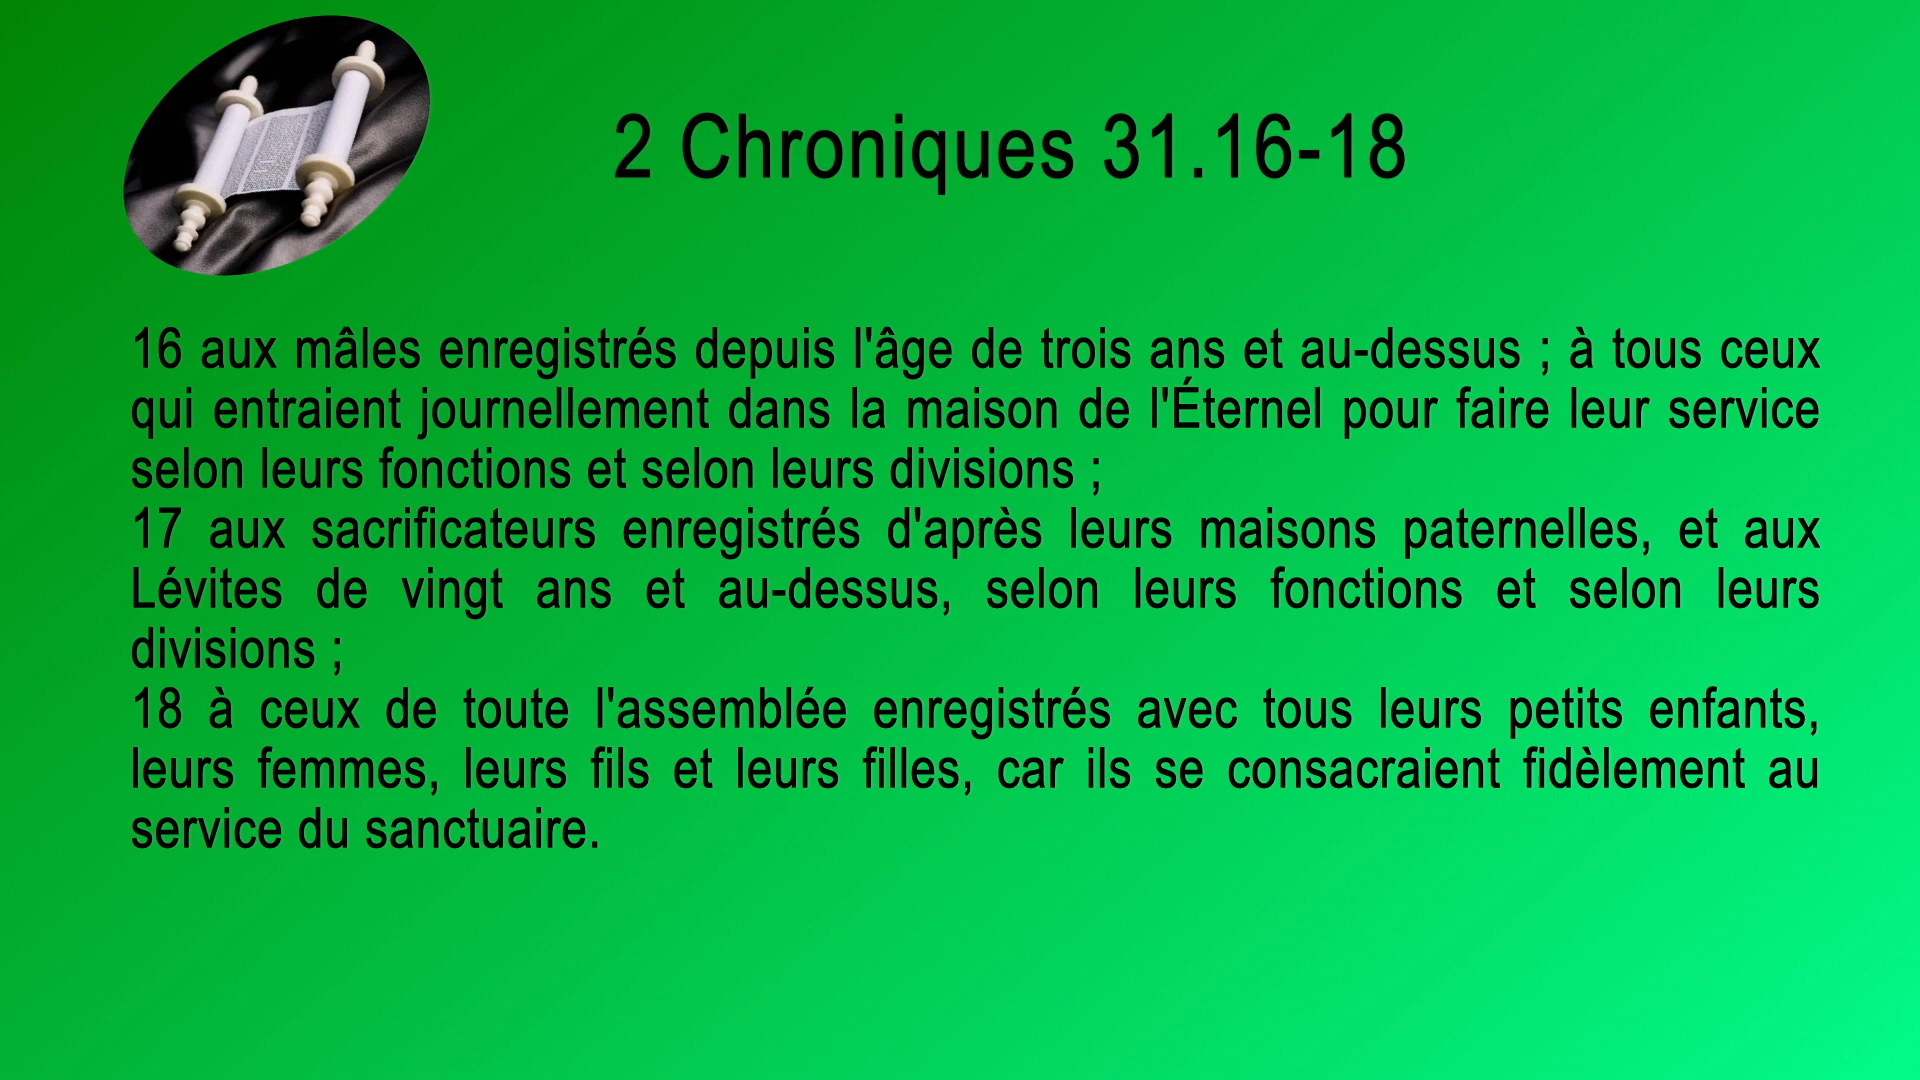 2 Chroniques 31.16-18
16 aux mâles enregistrés depuis l'âge de trois ans et au-dessus ; à tous ceux
qui entraient journellement dans la maison de l'Éternel pour faire leur service
selon leurs fonctions et selon leurs divisions ;
17 aux sacrificateurs enregistrés d'après leurs maisons paternelles, et aux
Lévites de vingt ans et au-dessus, selon leurs fonctions et selon leurs
divisions ;
18 à ceux de toute l'assemblée enregistrés avec tous leurs petits enfants,
leurs femmes, leurs fils et leurs filles, car ils se consacraient fidèlement au
service du sanctuaire.